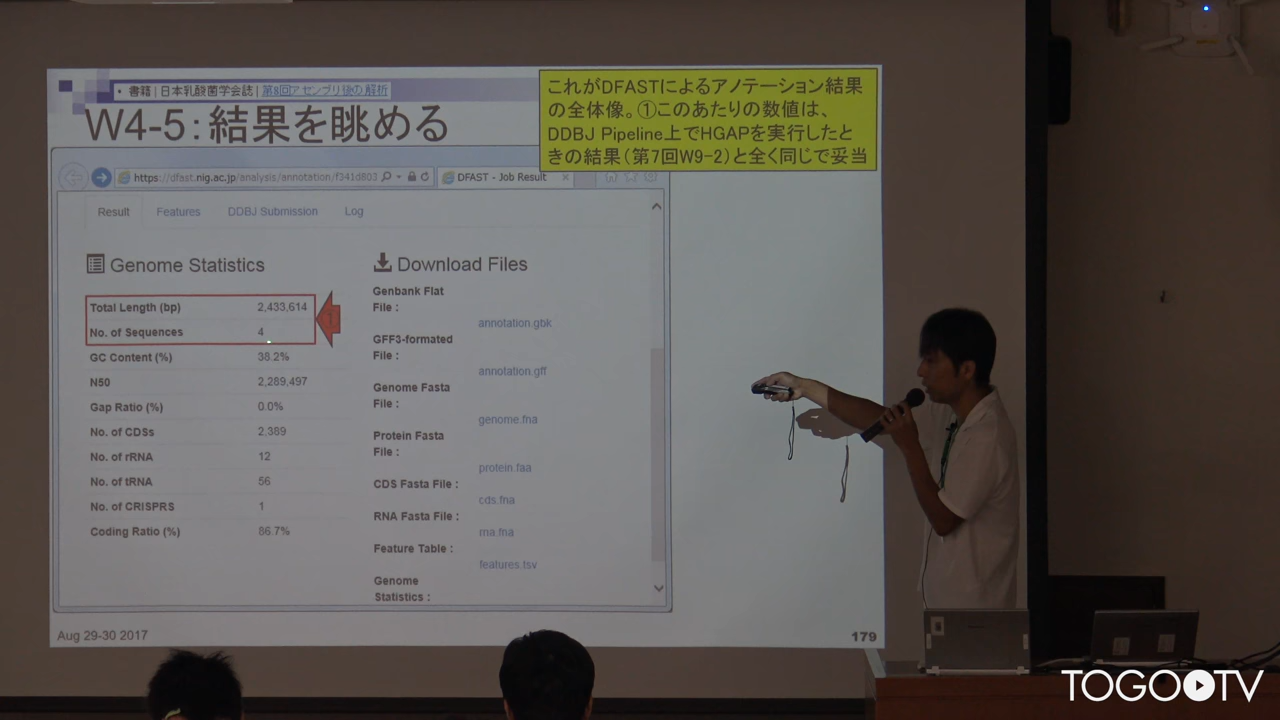 • 書籍 | 日本乳酸菌学会誌 | 第8回アセンブリ後の解析
W4-5：結果を眺める
これがDFASTによるアノテーション結果
の全体像。①このあたりの数値は、
DDBJ Pipeline上でHGAPを実行したと
きの結果（第7回W9-2）と全く同じで妥当
https://dfast.nig.ac.jp/analysis/annotation/f341d803
DFAST - Job Result
Result Features DDBJ Submission Log
Genome Statistics
Total Length (bp) 2,433,614
No. of Sequences 4
①
GC Content (%) 38.2%
N50 2,289,497
Gap Ratio (%) 0.0%
No. of CDSs 2,389
No. of rRNA 12
No. of tRNA 56
No. of CRISPRS 1
Coding Ratio (%) 86.7%
Download Files
Genbank Flat
File :
annotation.gbk
GFF3-formated
File :
annotation.gff
Genome Fasta
File :
genome.fna
Protein Fasta
File :
protein.faa
CDS Fasta File :
cds.fna
RNA Fasta File :
rna.fna
Feature Table :
features.tsv
Genome
Statistics :
Aug 29-30 2017
179
TOGOTV